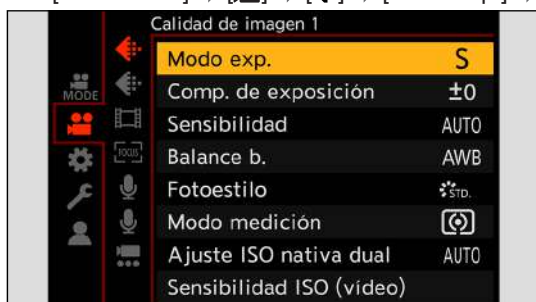 Calidad de imagen 1
Modo exp. S
Comp. de exposición ±0
MODE
Sensibilidad AUTO
Balance b. AWB
FOCUS
Fotoestilo STD.
Modo medición
Ajuste ISO nativa dual AUTO
Sensibilidad ISO (vídeo)